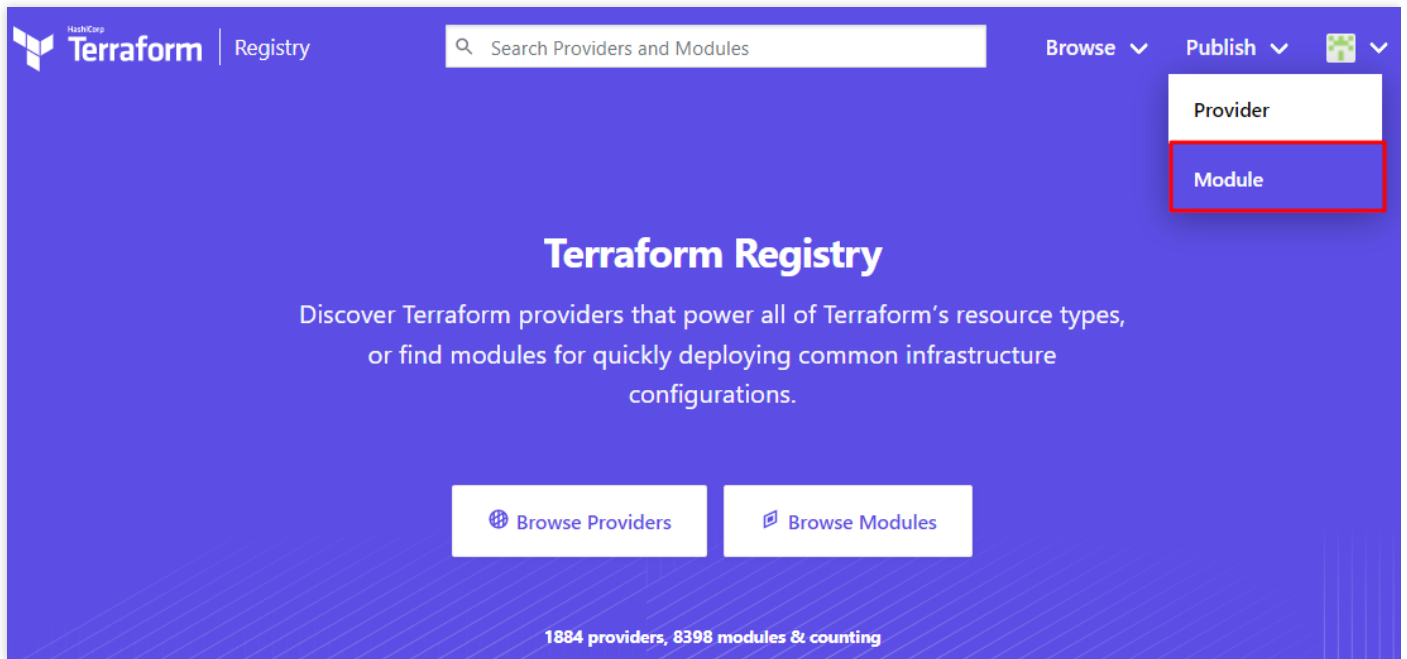 HashiCorp
Terraform
Registry
Search Providers and Modules
Browse
Publish
Provider
Module
Terraform Registry
Discover Terraform providers that power all of Terraform's resource types,
or find modules for quickly deploying common infrastructure
configurations.
Browse Providers
Browse Modules
1884 providers, 8398 modules & counting